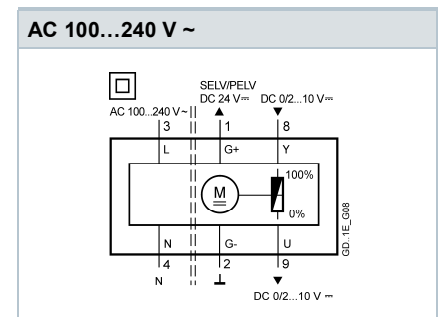 AC 100...240 V ~
SELV/PELV
DC 24 V⎓ DC 0/2...10 V⎓
AC 100...240 V~
3 1 8
L G+ Y
100%
M
0%
N G- U
4 2 9
N
DC 0/2...10 V ⎓
GD..1E_G08